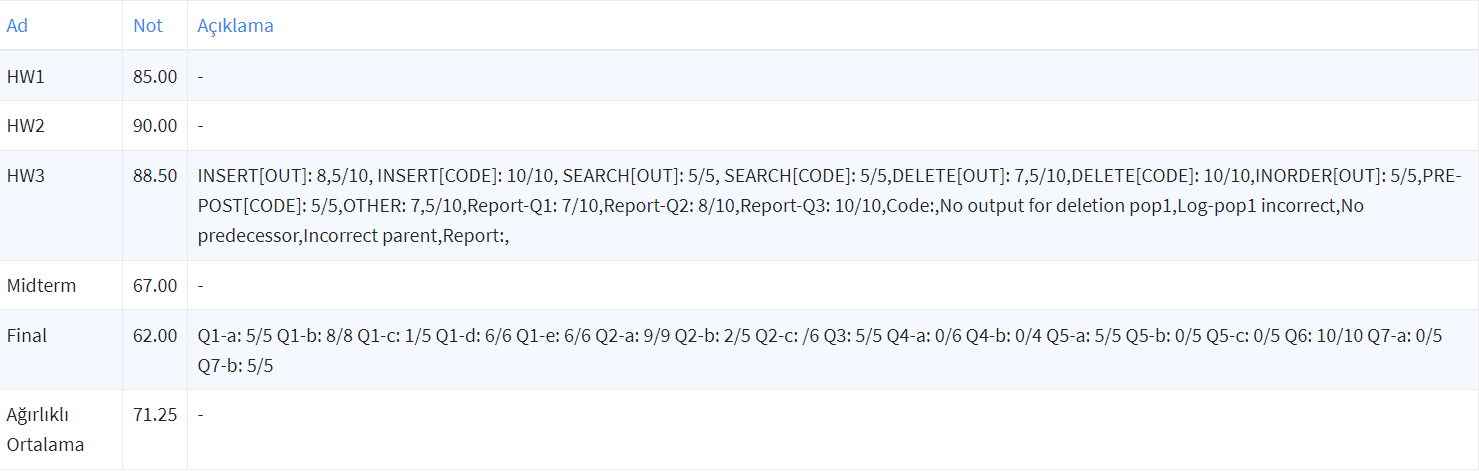 Ad Not Açıklama
HW1 85.00 -
HW2 90.00 -
HW3 88.50 INSERT[OUT]: 8,5/10, INSERT[CODE]: 10/10, SEARCH[OUT]: 5/5, SEARCH[CODE]: 5/5,DELETE[OUT]: 7,5/10,DELETE[CODE]: 10/10,INORDER[OUT]: 5/5,PRE-
POST[CODE]: 5/5,OTHER: 7,5/10,Report-Q1: 7/10,Report-Q2: 8/10,Report-Q3: 10/10,Code:,No output for deletion pop1,Log-pop1 incorrect,No
predecessor,Incorrect parent,Report:,
Midterm 67.00 -
Final 62.00 Q1-a: 5/5 Q1-b: 8/8 Q1-c: 1/5 Q1-d: 6/6 Q1-e: 6/6 Q2-a: 9/9 Q2-b: 2/5 Q2-c: /6 Q3: 5/5 Q4-a: 0/6 Q4-b: 0/4 Q5-a: 5/5 Q5-b: 0/5 Q5-c: 0/5 Q6: 10/10 Q7-a: 0/5
Q7-b: 5/5
Ağırlıklı 71.25 -
Ortalama